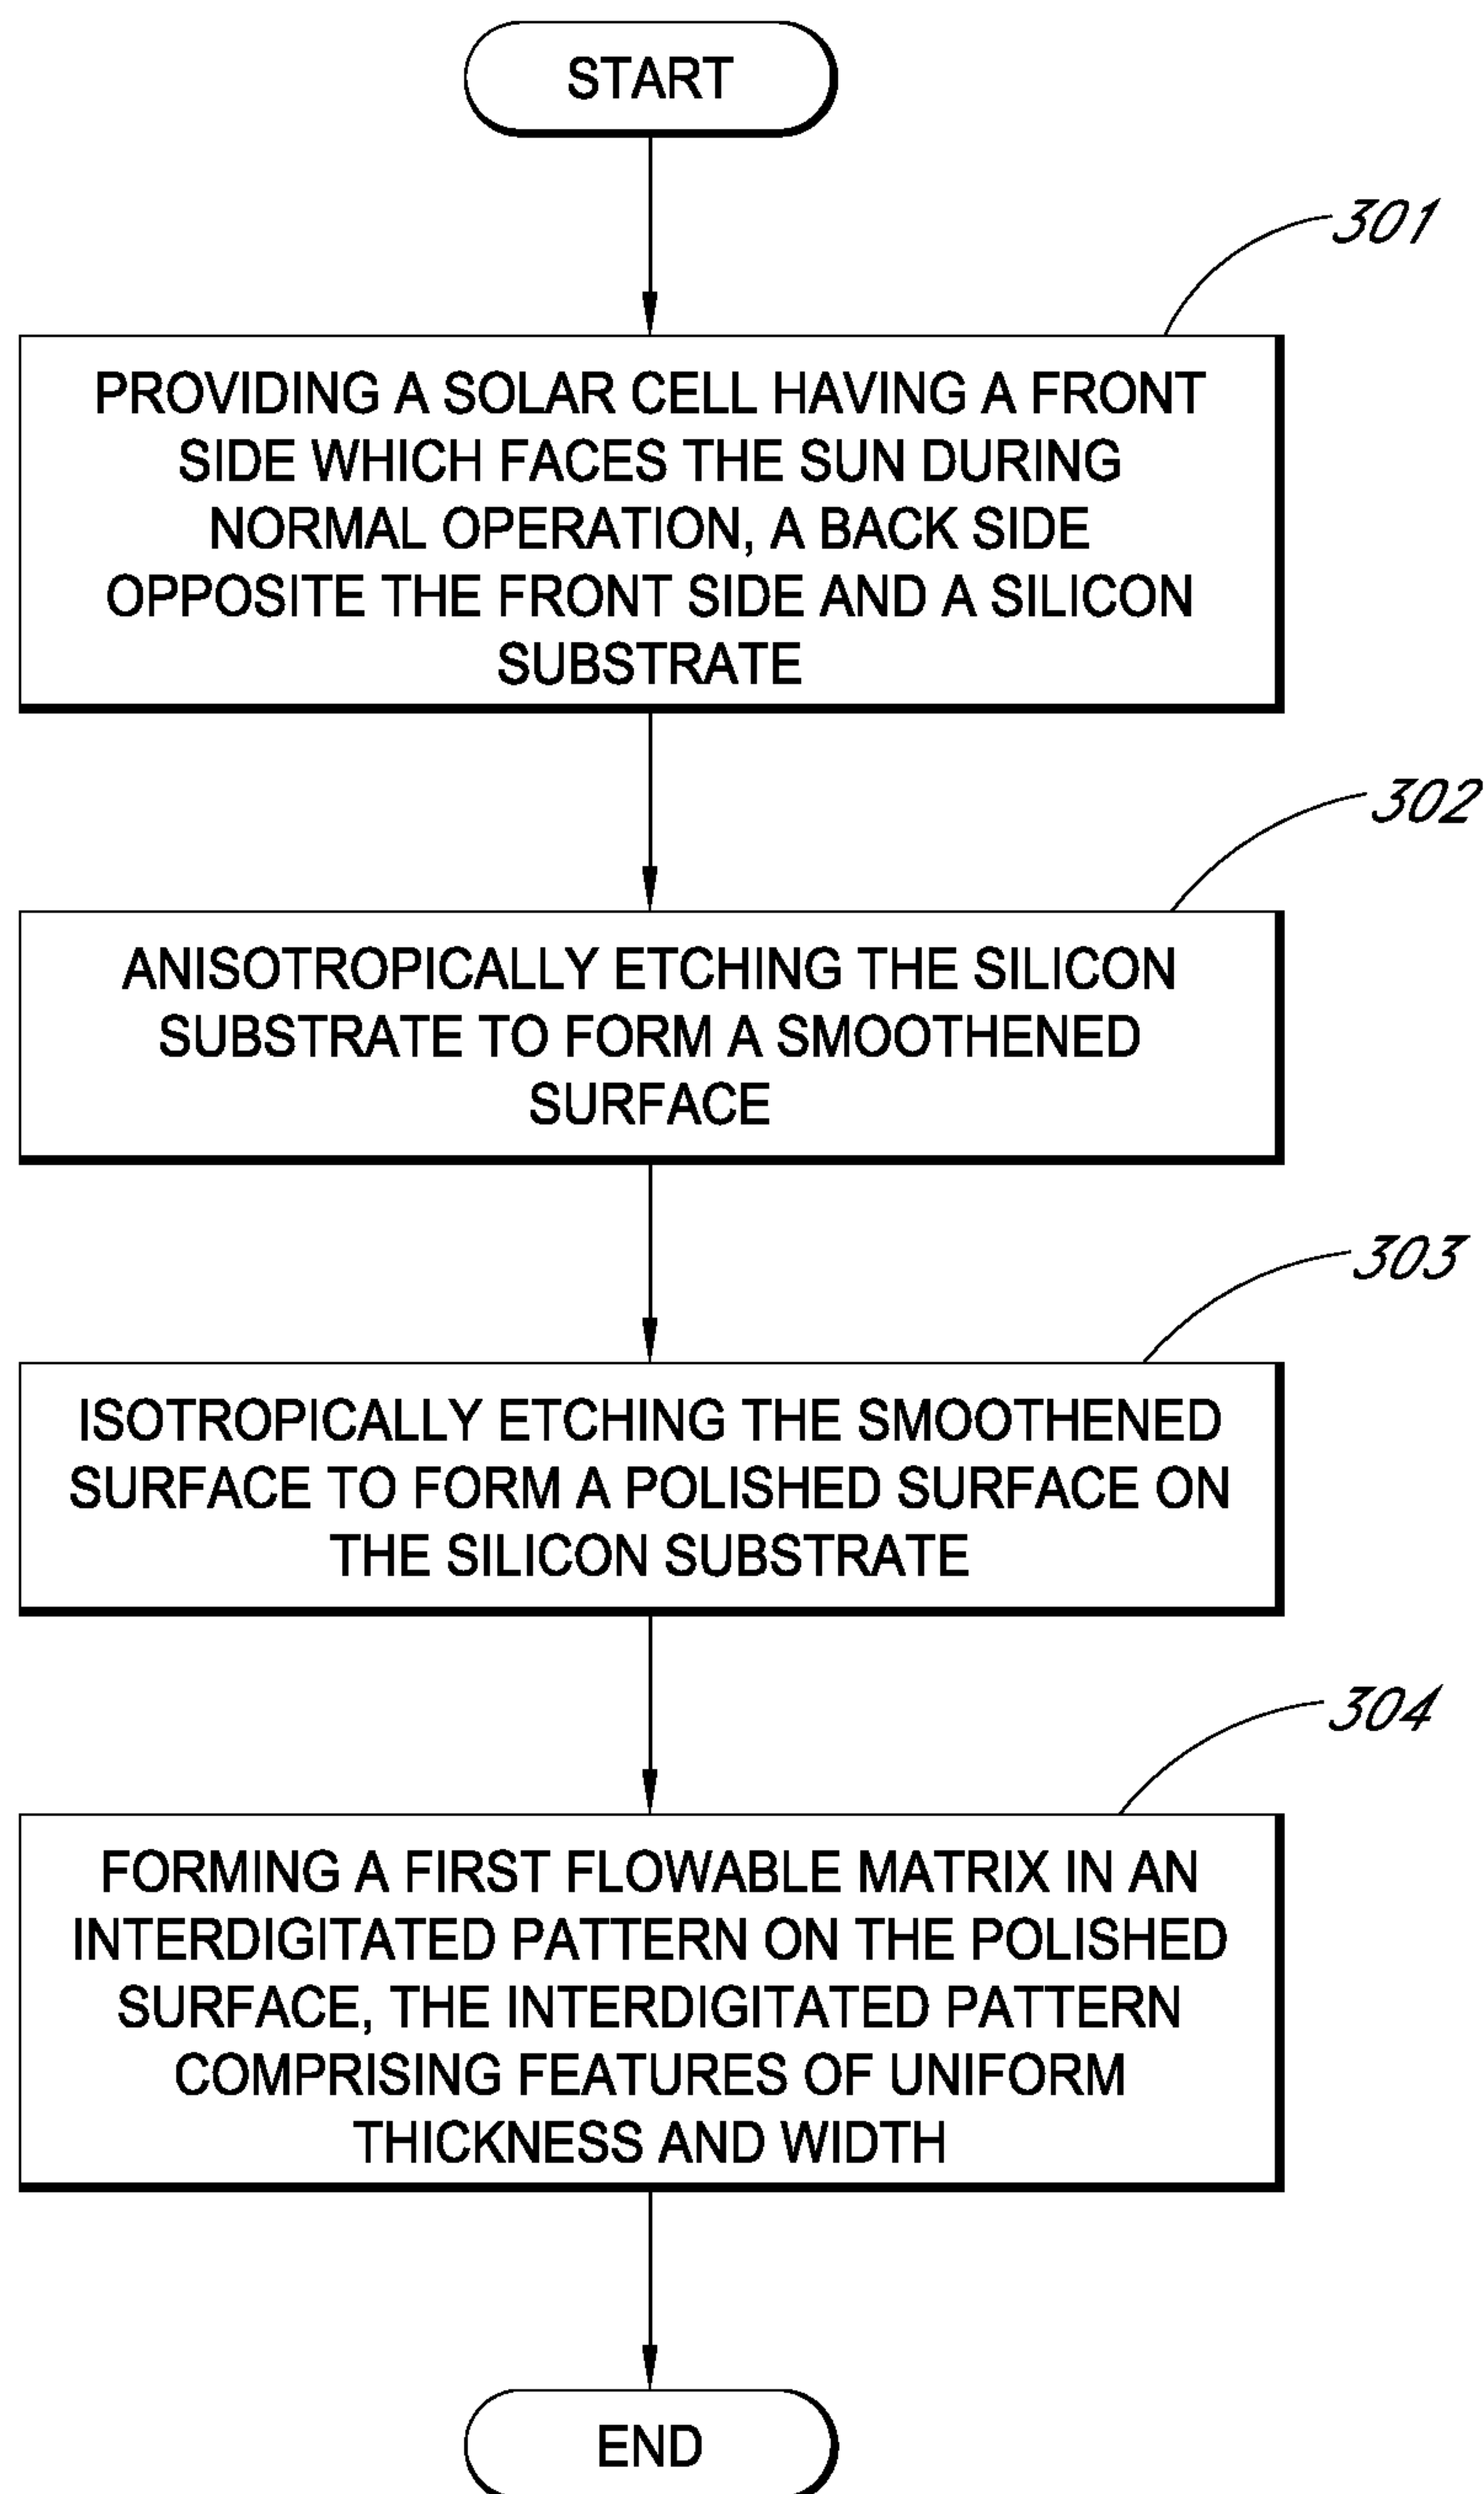 START
301
PROVIDING A SOLAR CELL HAVING A FRONT
SIDE WHICH FACES THE SUN DURING
NORMAL OPERATION, A BACK SIDE
OPPOSITE THE FRONT SIDE AND A SILICON
SUBSTRATE
302
ANISOTROPICALLY ETCHING THE SILICON
SUBSTRATE TO FORM A SMOOTHENED
SURFACE
303
ISOTROPICALLY ETCHING THE SMOOTHENED
SURFACE TO FORM A POLISHED SURFACE ON
THE SILICON SUBSTRATE
304
FORMING A FIRST FLOWABLE MATRIX IN AN
INTERDIGITATED PATTERN ON THE POLISHED
SURFACE, THE INTERDIGITATED PATTERN
COMPRISING FEATURES OF UNIFORM
THICKNESS AND WIDTH
END